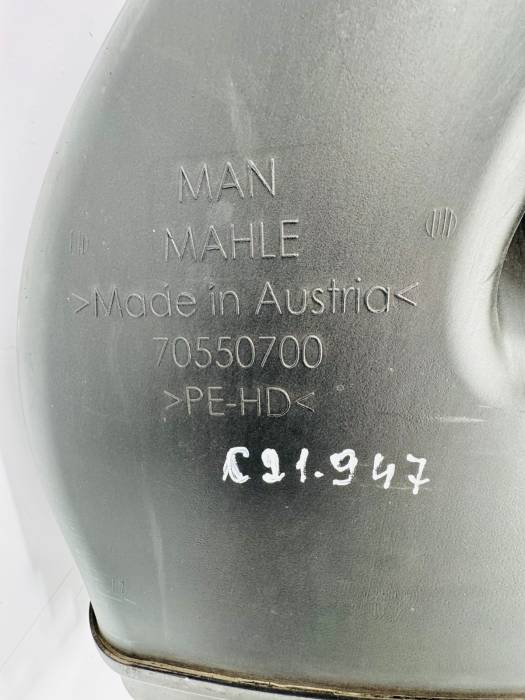 MAN
MAHLE
>Made in Austria<
70550700
>PE-HD<
C21.947